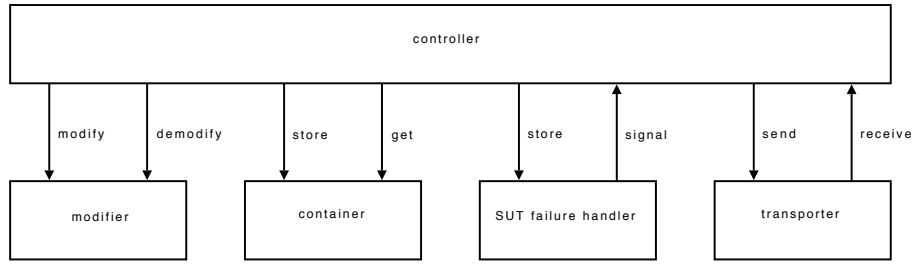 controller
modify
demodify
store
get
store
signal
send
receive
modifier
container
SUT failure handler
transporter